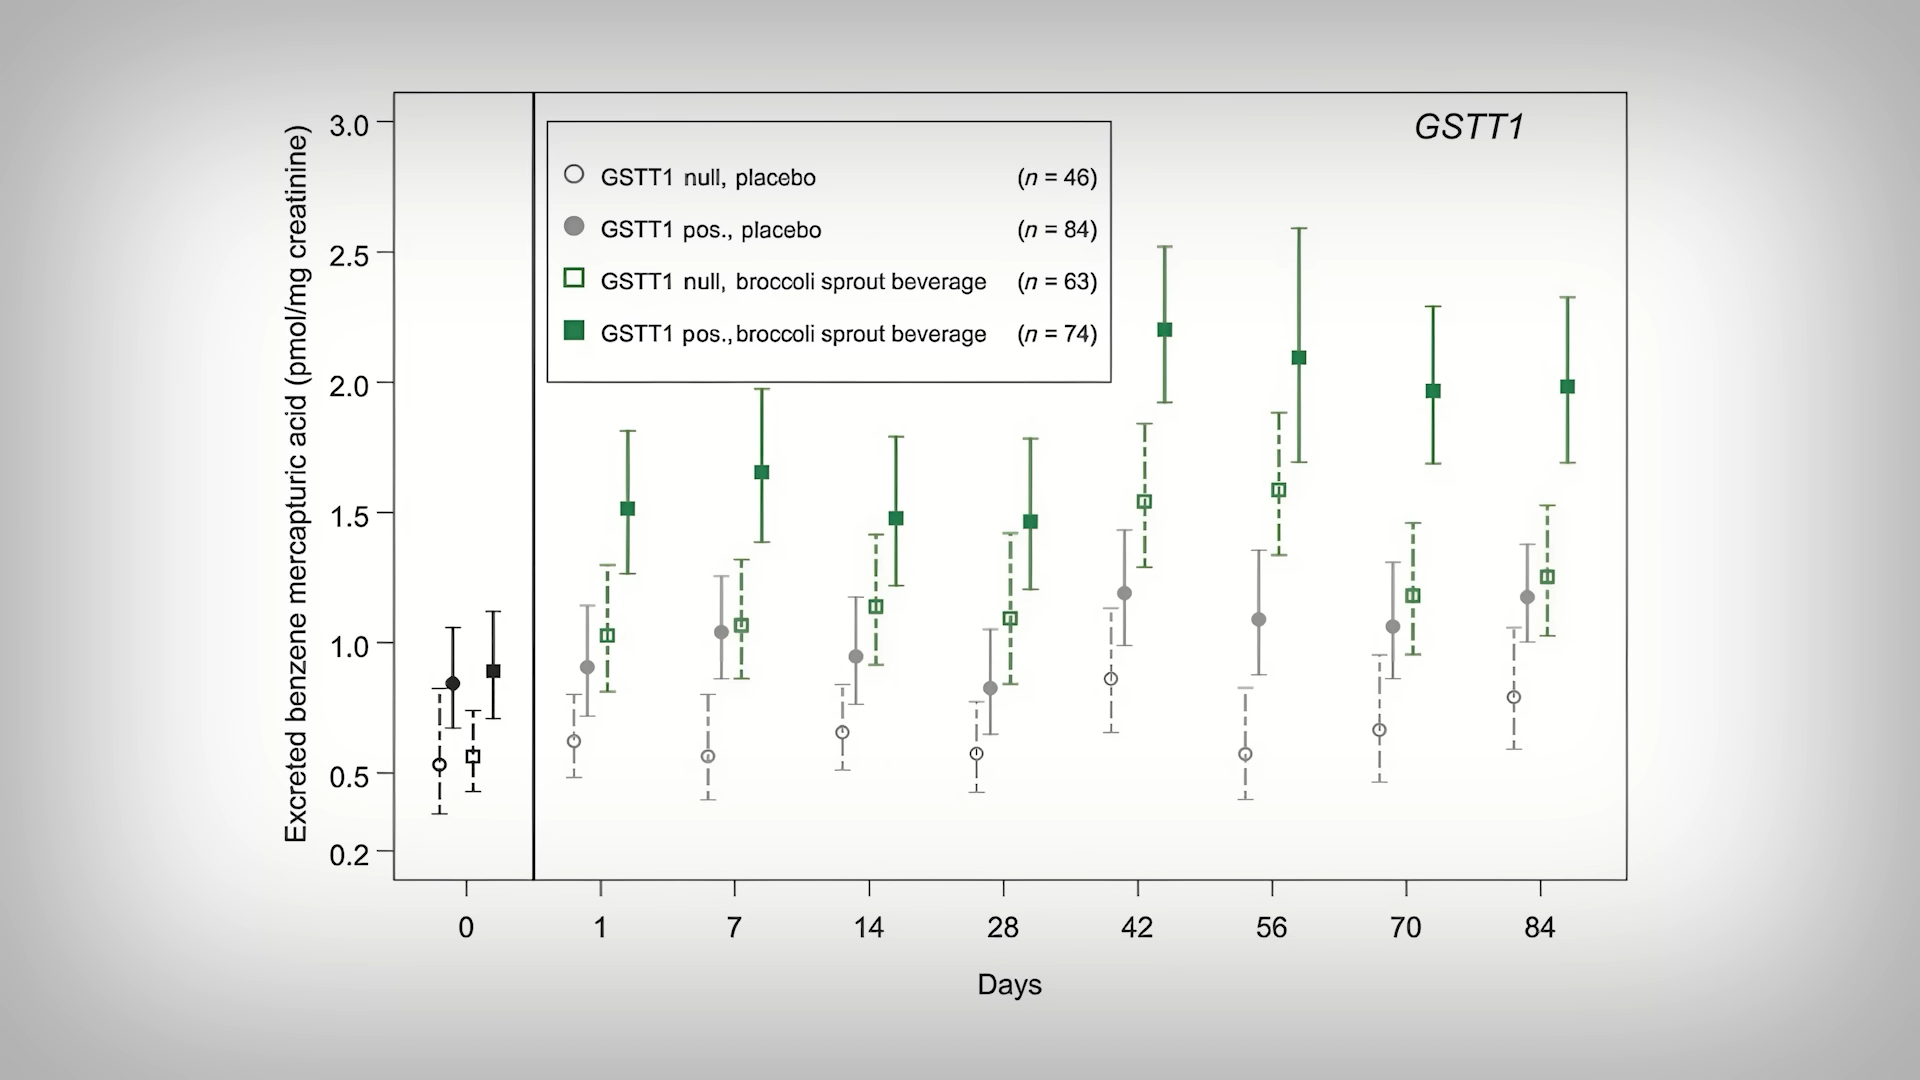 GSTT1
GSTT1 null, placebo (n = 46)
GSTT1 pos., placebo (n = 84)
GSTT1 null, broccoli sprout beverage (n = 63)
GSTT1 pos., broccoli sprout beverage (n = 74)
Excreted benzene mercapturic acid (pmol/mg creatinine)
3.0
2.5
2.0
1.5
1.0
0.5
0.2
0 1 7 14 28 42 56 70 84
Days